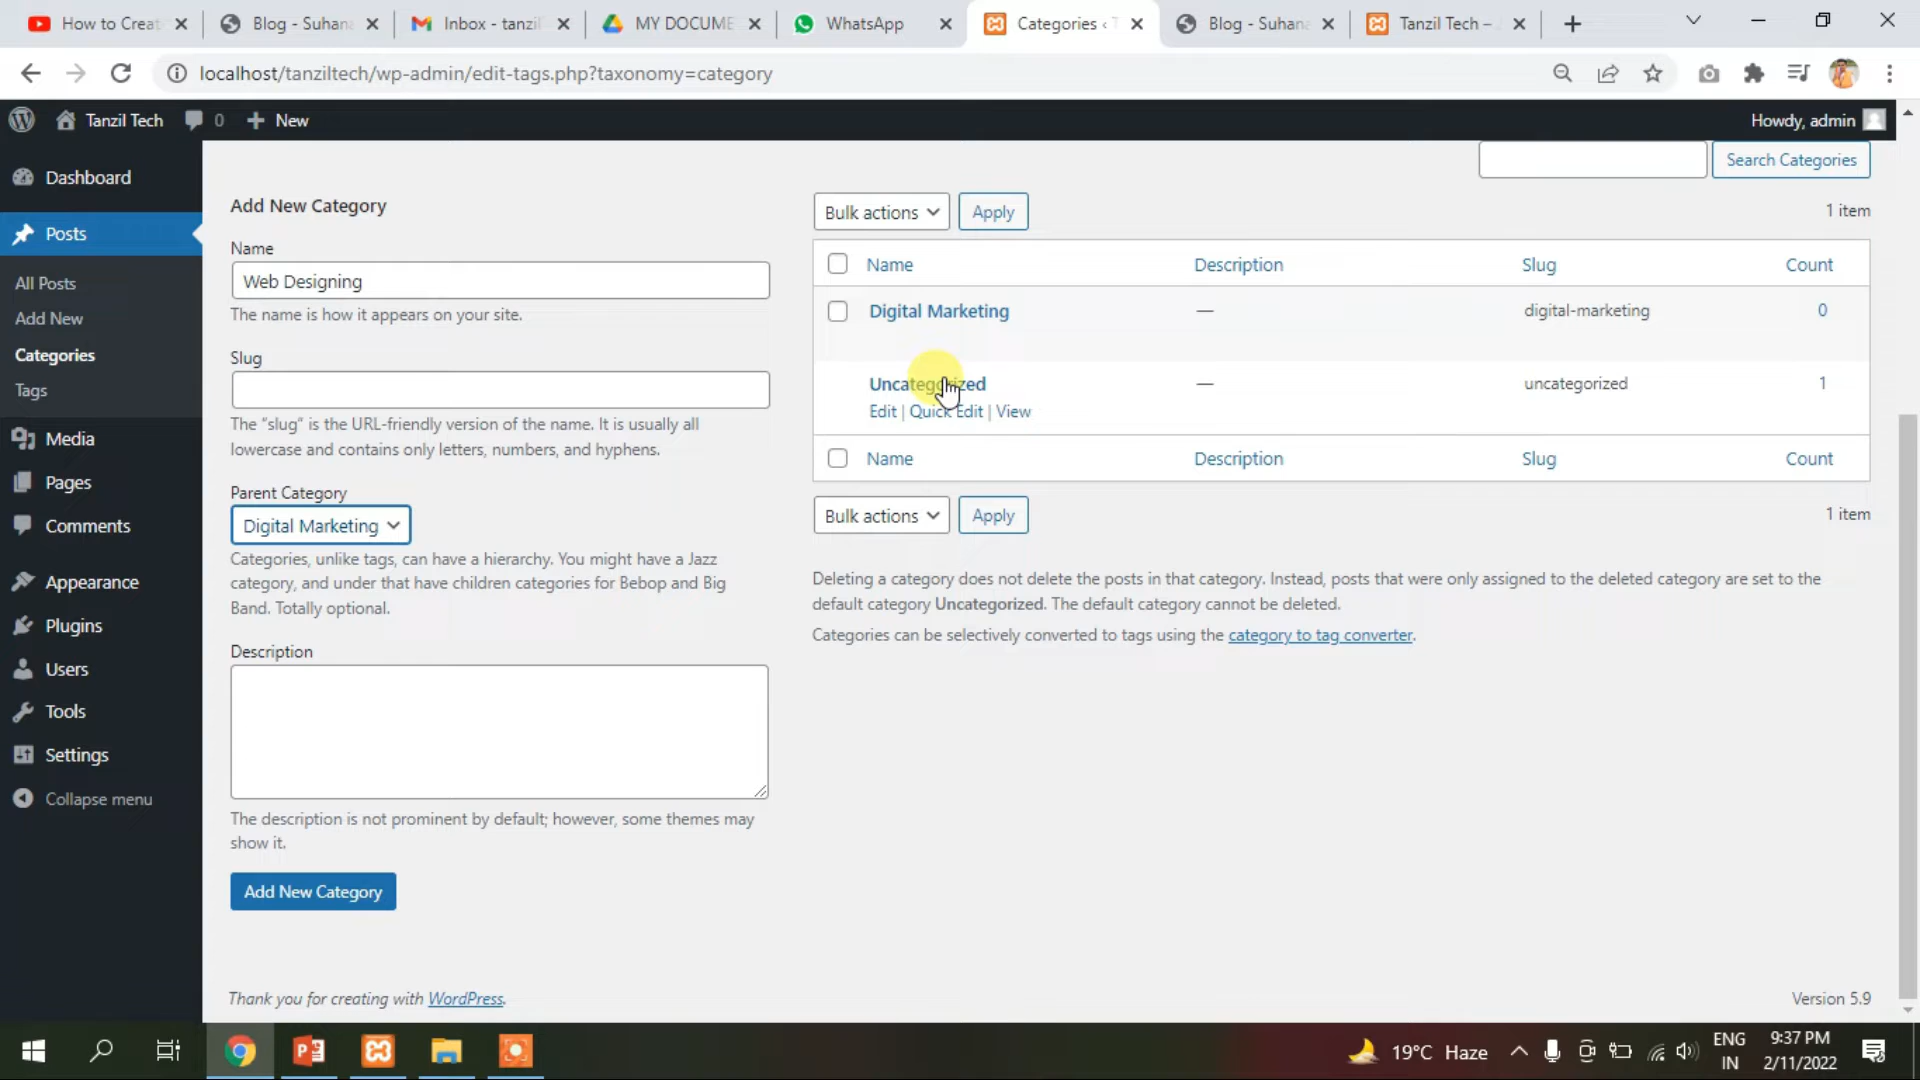 How to Creat
Blog - Suhana
Inbox - tanzil
MY DOCUME
WhatsApp
Categories ‹ T
Blog - Suhana
Tanzil Tech –
localhost/tanziltech/wp-admin/edit-tags.php?taxonomy=category
Tanzil Tech
0
New
Howdy, admin
Dashboard
Posts
All Posts
Add New
Categories
Tags
Media
Pages
Comments
Appearance
Plugins
Users
Tools
Settings
Collapse menu
Search Categories
Add New Category
Name
Web Designing
The name is how it appears on your site.
Slug
The “slug” is the URL-friendly version of the name. It is usually all
lowercase and contains only letters, numbers, and hyphens.
Parent Category
Digital Marketing
Categories, unlike tags, can have a hierarchy. You might have a Jazz
category, and under that have children categories for Bebop and Big
Band. Totally optional.
Description
The description is not prominent by default; however, some themes may
show it.
Add New Category
Bulk actions
Apply
1 item
Name Description Slug Count
Digital Marketing — digital-marketing 0
Uncategorized — uncategorized 1
Edit | Quick Edit | View
Name Description Slug Count
Bulk actions
Apply
1 item
Deleting a category does not delete the posts in that category. Instead, posts that were only assigned to the deleted category are set to the
default category Uncategorized. The default category cannot be deleted.
Categories can be selectively converted to tags using the category to tag converter.
Thank you for creating with WordPress.
Version 5.9
19°C Haze
ENG
IN
9:37 PM
2/11/2022